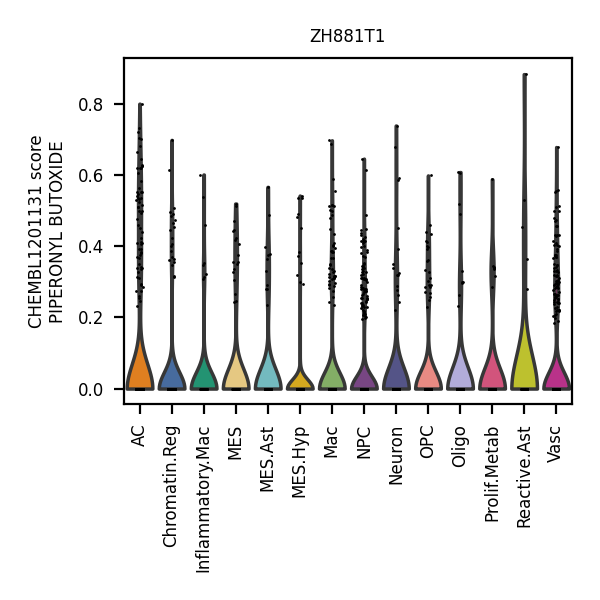 ZH881T1
CHEMBL1201131 score
PIPERONYL BUTOXIDE
0.8
0.6
0.4
0.2
0.0
AC
Chromatin.Reg
Inflammatory.Mac
MES
MES.Ast
MES.Hyp
Mac
NPC
Neuron
OPC
Oligo
Prolif.Metab
Reactive.Ast
Vasc